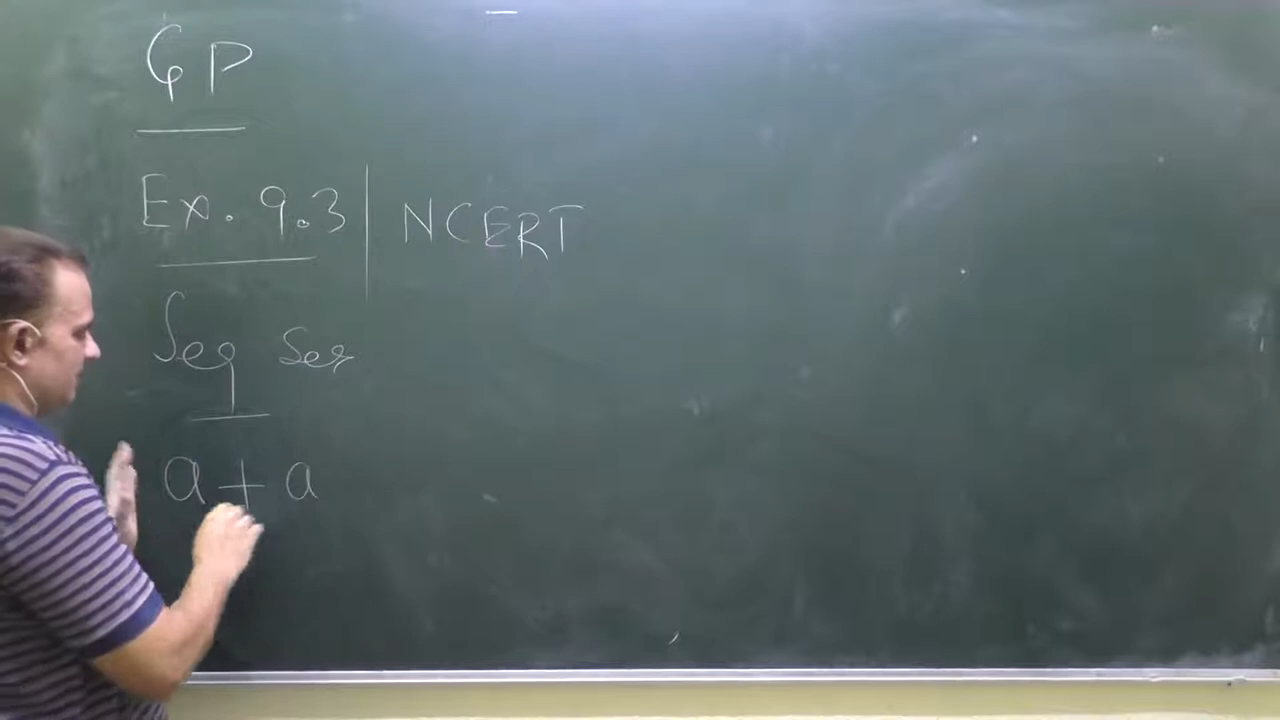 GP
Ex. 9.3 | NCERT
Seq Ser
a + a